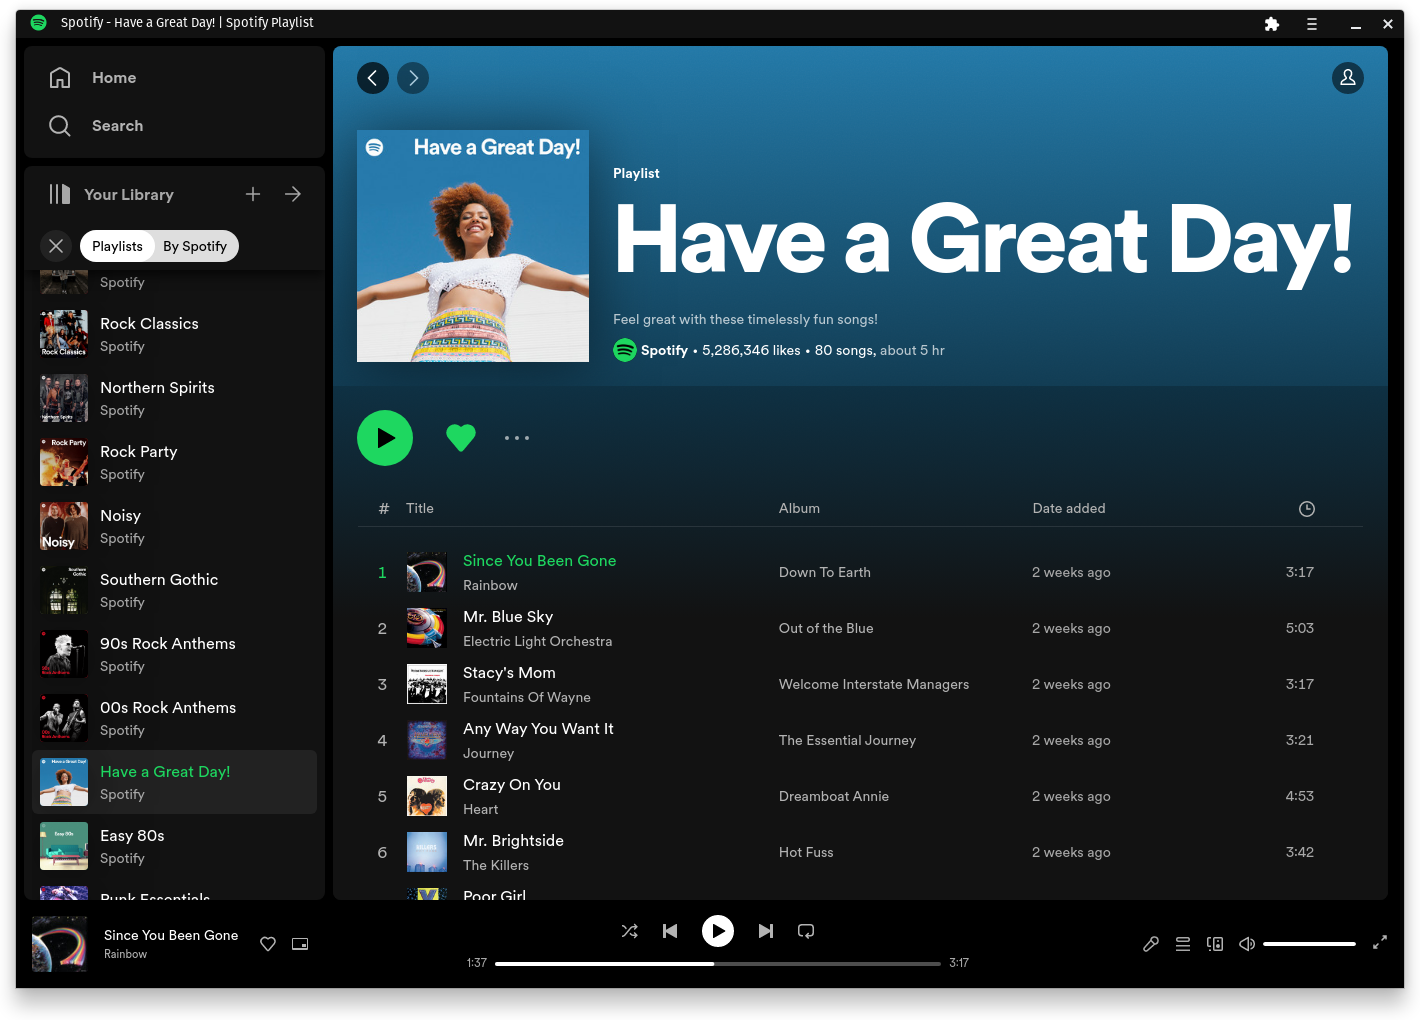 Spotify - Have a Great Day! | Spotify Playlist
Home
Search
Your Library
Playlists
By Spotify
Spotify
Rock Classics
Spotify
Northern Spirits
Spotify
Rock Party
Spotify
Noisy
Spotify
Southern Gothic
Spotify
90s Rock Anthems
Spotify
00s Rock Anthems
Spotify
Have a Great Day!
Spotify
Easy 80s
Spotify
Punk Essentials
Have a Great Day!
Playlist
Have a Great Day!
Feel great with these timelessly fun songs!
Spotify • 5,286,346 likes • 80 songs, about 5 hr
# Title Album Date added
1 Since You Been Gone Down To Earth 2 weeks ago 3:17
Rainbow
2 Mr. Blue Sky Out of the Blue 2 weeks ago 5:03
Electric Light Orchestra
3 Stacy's Mom Welcome Interstate Managers 2 weeks ago 3:17
Fountains Of Wayne
4 Any Way You Want It The Essential Journey 2 weeks ago 3:21
Journey
5 Crazy On You Dreamboat Annie 2 weeks ago 4:53
Heart
6 Mr. Brightside Hot Fuss 2 weeks ago 3:42
The Killers
Poor Girl
Since You Been Gone
Rainbow
1:37
3:17